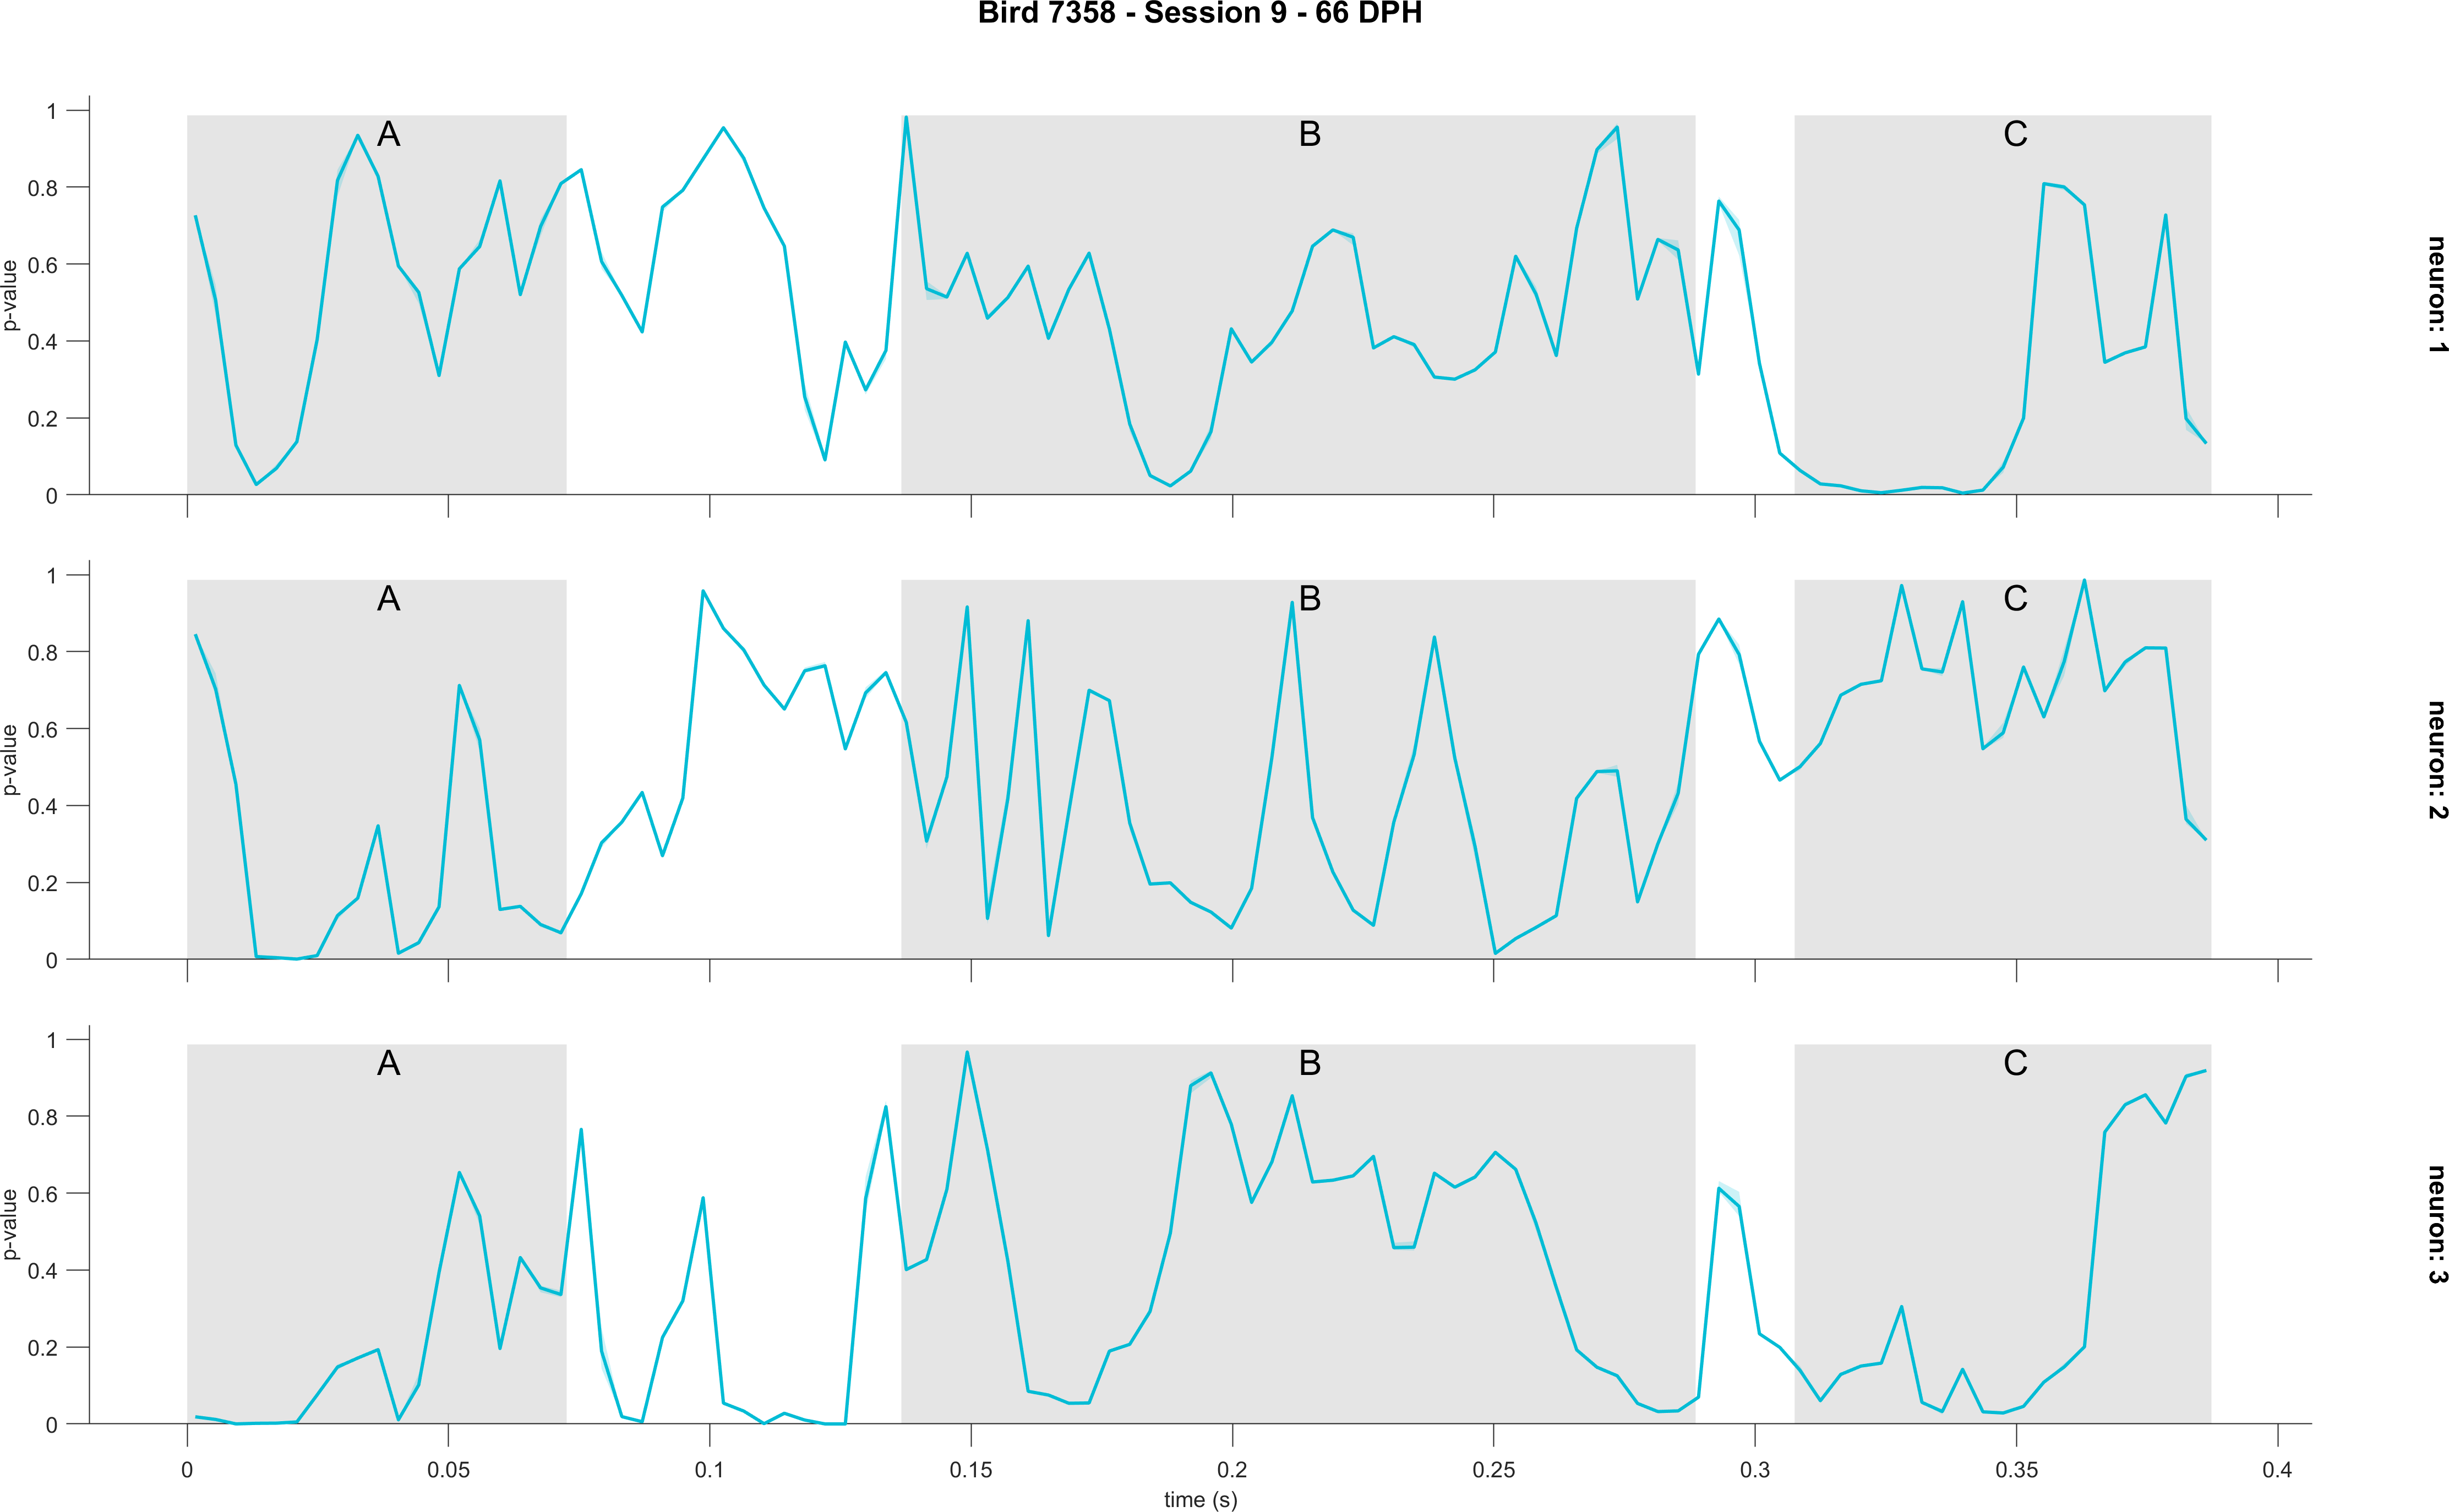 Bird 7358 - Session 9 - 66 DPH
1
0.8
0.6
0.4
0.2
0
p-value
A
B
C
neuron: 1
1
0.8
0.6
0.4
0.2
0
p-value
A
B
C
neuron: 2
1
0.8
0.6
0.4
0.2
0
p-value
A
B
C
neuron: 3
0 0.05 0.1 0.15 0.2 0.25 0.3 0.35 0.4
time (s)